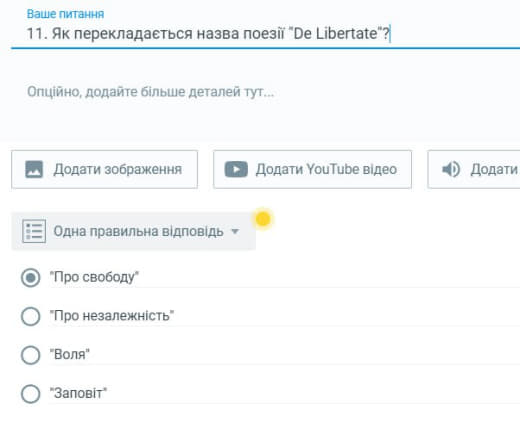 Ваше питання
11. Як перекладається назва поезії "De Libertate"?
Опційно, додайте більше деталей тут...
Додати зображення
Додати YouTube відео
Додати
Одна правильна відповідь
"Про свободу"
"Про незалежність"
"Воля"
"Заповіт"